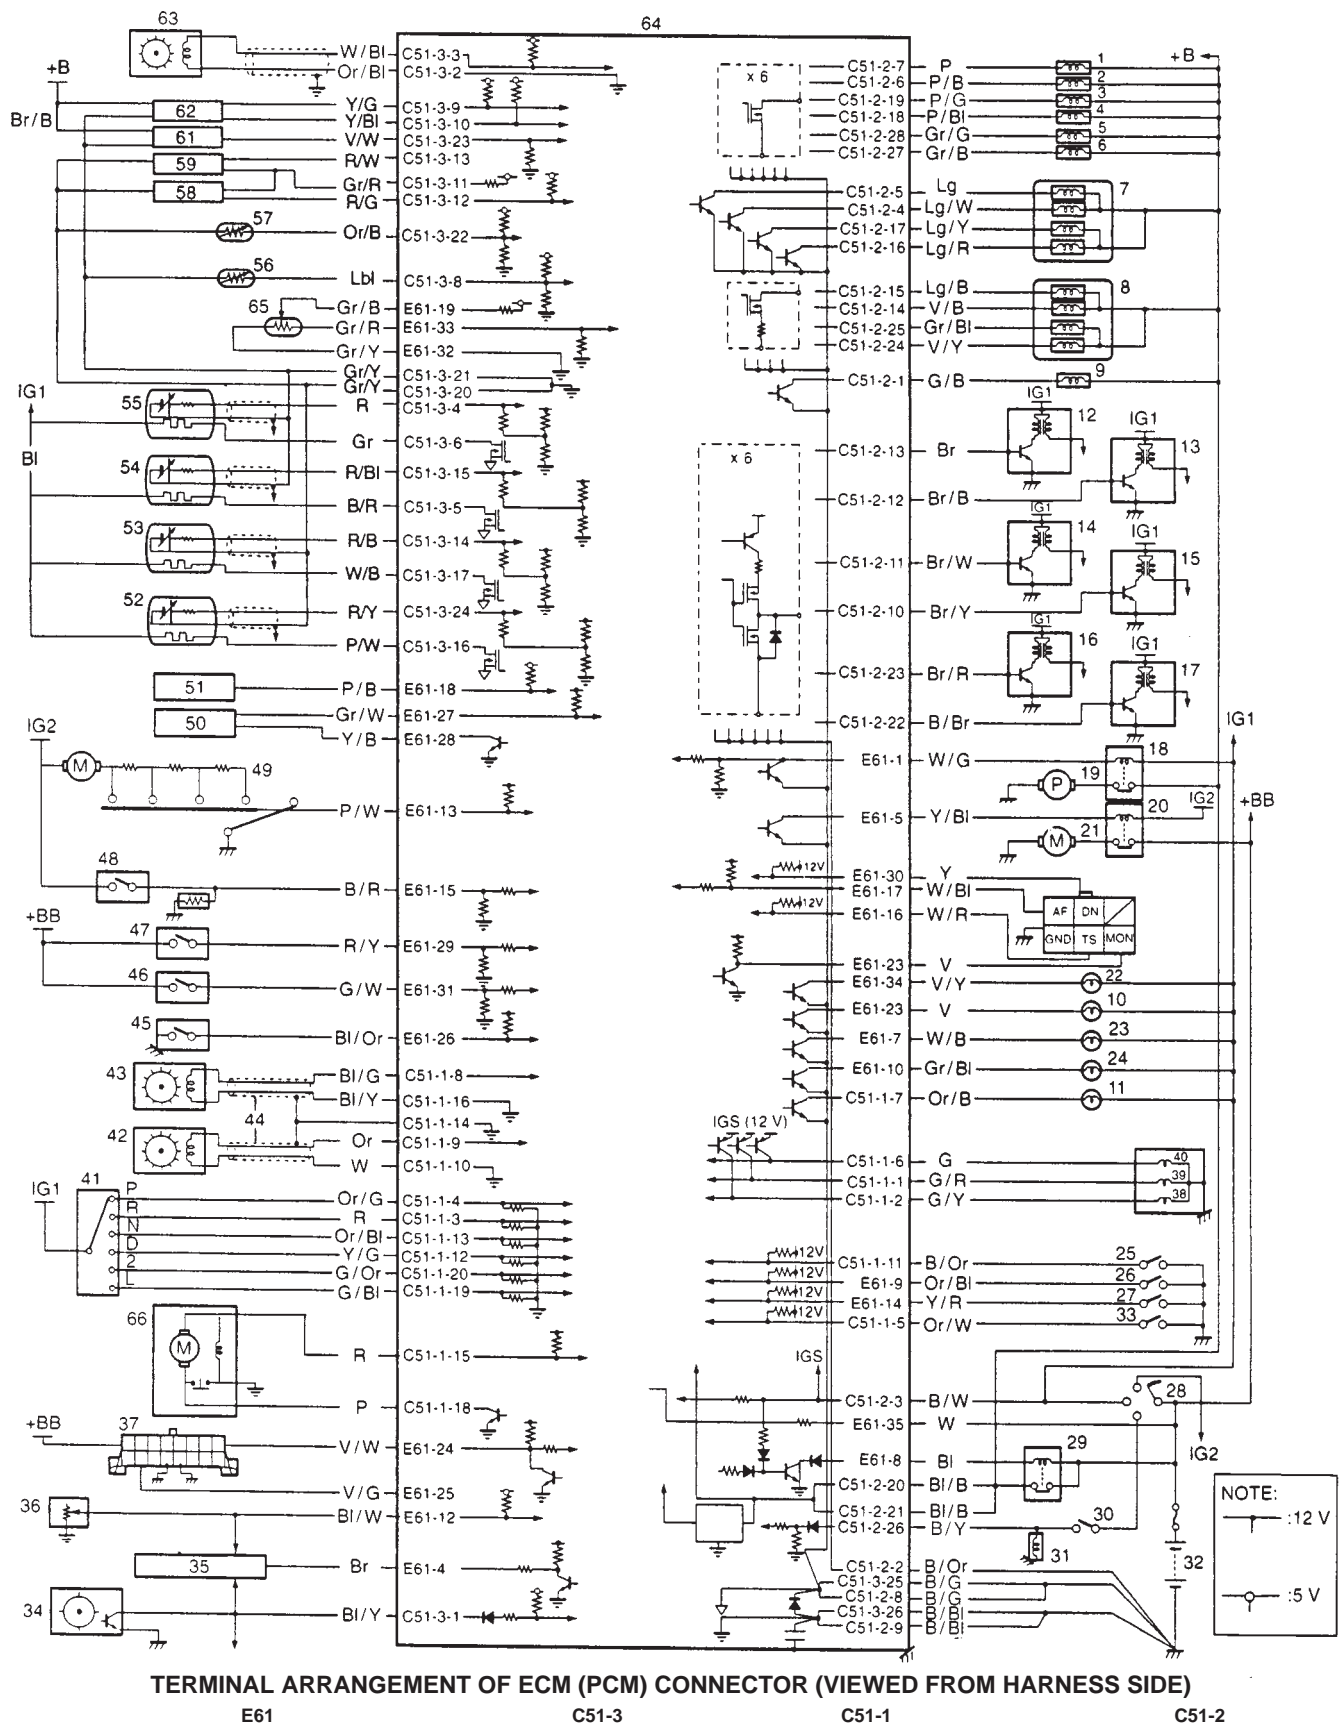 64
63
W/Bl C51-3-3
Or/Bl C51-3-2
+B
Br/B
62
Y/G C51-3-9
Y/Bl C51-3-10
61
V/W C51-3-23
59
R/W C51-3-13
Gr/R C51-3-11
58
R/G C51-3-12
57
Or/B C51-3-22
56
Lbl C51-3-8
65
Gr/B E61-19
Gr/R E61-33
Gr/Y E61-32
Gr/Y C51-3-21
Gr/Y C51-3-20
IG1
Bl
55
R C51-3-4
Gr C51-3-6
54
R/Bl C51-3-15
B/R C51-3-5
53
R/B C51-3-14
W/B C51-3-17
52
R/Y C51-3-24
P/W C51-3-16
51
P/B E61-18
50
Gr/W E61-27
Y/B E61-28
IG2
M
49
P/W E61-13
48
B/R E61-15
+BB
47
R/Y E61-29
46
G/W E61-31
45
Bl/Or E61-26
43
Bl/G C51-1-8
Bl/Y C51-1-16
44
C51-1-14
42
Or C51-1-9
W C51-1-10
IG1
41
P Or/G C51-1-4
R R C51-1-3
N Or/Bl C51-1-13
D Y/G C51-1-12
2 G/Or C51-1-20
L G/Bl C51-1-19
66
M
R C51-1-15
P C51-1-18
+BB
37
V/W E61-24
V/G E61-25
36
Bl/W E61-12
35
Br E61-4
34
Bl/Y C51-3-1
x 6
+B
C51-2-7 P 1
C51-2-6 P/B 2
C51-2-19 P/G 3
C51-2-18 P/Bl 4
C51-2-28 Gr/G 5
C51-2-27 Gr/B 6
C51-2-5 Lg 7
C51-2-4 Lg/W
C51-2-17 Lg/Y
C51-2-16 Lg/R
C51-2-15 Lg/B 8
C51-2-14 V/B
C51-2-25 Gr/Bl
C51-2-24 V/Y
C51-2-1 G/B 9
x 6
IG1 12
C51-2-13 Br
IG1 13
C51-2-12 Br/B
IG1 14
C51-2-11 Br/W
IG1 15
C51-2-10 Br/Y
IG1 16
C51-2-23 Br/R
IG1 17
C51-2-22 B/Br
IG1
E61-1 W/G 18
P 19
+BB
E61-5 Y/Bl 20 IG2
M 21
12V E61-30 Y
E61-17 W/Bl
12V E61-16 W/R
AF DN
GND TS MON
E61-23 V
E61-34 V/Y 22
E61-23 V 10
E61-7 W/B 23
E61-10 Gr/Bl 24
C51-1-7 Or/B 11
IGS (12 V)
C51-1-6 G 40
C51-1-1 G/R 39
C51-1-2 G/Y 38
12V C51-1-11 B/Or 25
12V E61-9 Or/Bl 26
12V E61-14 Y/R 27
12V C51-1-5 Or/W 33
IGS
C51-2-3 B/W 28
E61-35 W
IG2
E61-8 Bl 29
C51-2-20 Bl/B
C51-2-21 Bl/B
C51-2-26 B/Y 30
31
32
C51-2-2 B/Or
C51-3-25 B/G
C51-2-8 B/G
C51-3-26 B/Bl
C51-2-9 B/Bl
NOTE:
:12 V
:5 V
TERMINAL ARRANGEMENT OF ECM (PCM) CONNECTOR (VIEWED FROM HARNESS SIDE)
E61 C51-3 C51-1 C51-2